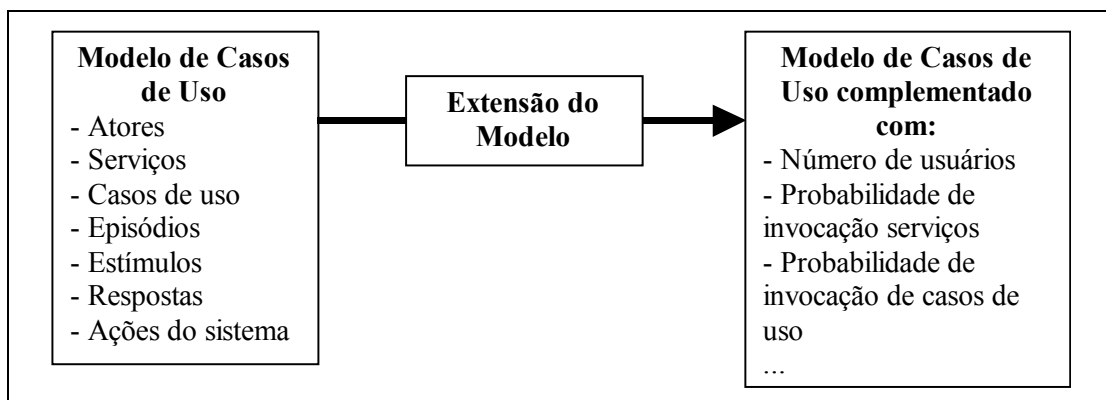 Modelo de Casos
de Uso
- Atores
- Serviços
- Casos de uso
- Episódios
- Estímulos
- Respostas
- Ações do sistema
Extensão do
Modelo
Modelo de Casos de
Uso complementado
com:
- Número de usuários
- Probabilidade de
invocação serviços
- Probabilidade de
invocação de casos de
uso
...